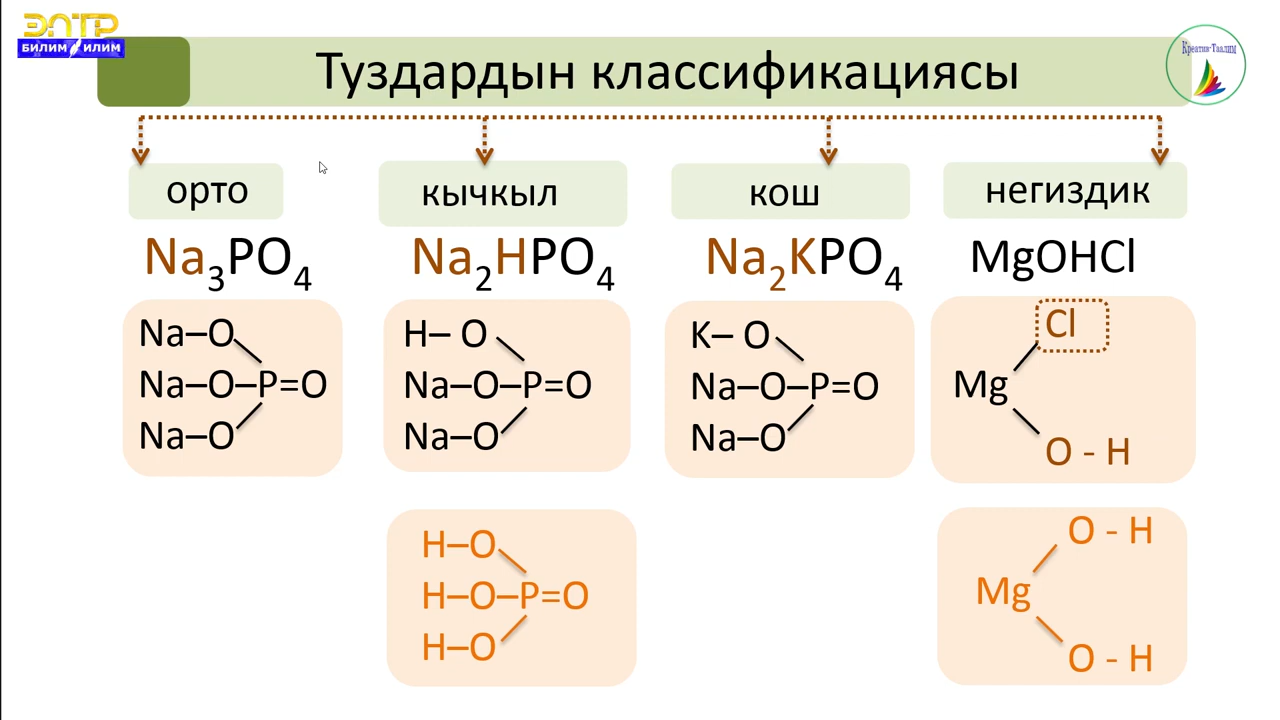 ЭЛТР
БИЛИМ ИЛИМ
Туздардын классификациясы
Креатив-Таалим
орто
кычкыл
кош
негиздик
Na₃PO₄
Na₂HPO₄
Na₂KPO₄
MgOHCl
Na–O
Na–O–P=O
Na–O
H– O
Na–O–P=O
Na–O
K– O
Na–O–P=O
Na–O
Cl
Mg
O - H
H–O
H–O–P=O
H–O
O - H
Mg
O - H